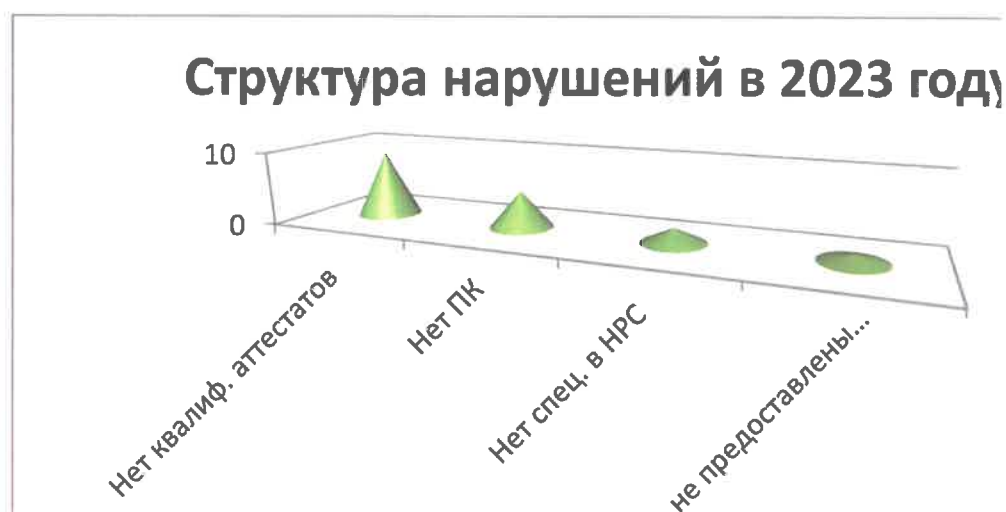 Структура нарушений в 2023 году
10
0
Нет квалиф. аттестатов
Нет ПК
Нет спец. в НРС
не предоставлены...